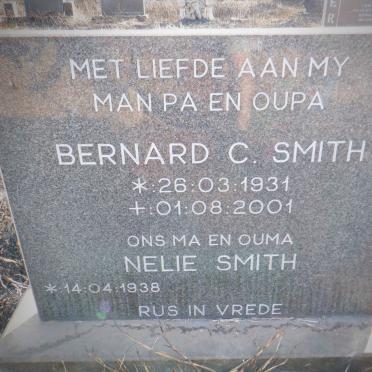 MET LIEFDE AAN MY
MAN PA EN OUPA
BERNARD C. SMITH
*:26:03:1931
+:01:08:2001
ONS MA EN OUMA
NELIE SMITH
*:14:04:1938
RUS IN VREDE